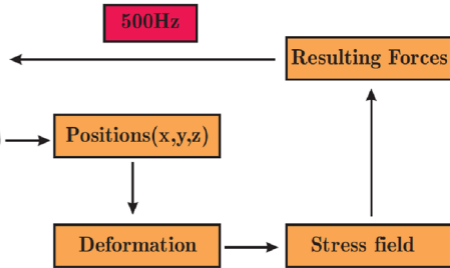 500Hz
Resulting Forces
Positions(x,y,z)
Deformation
Stress field